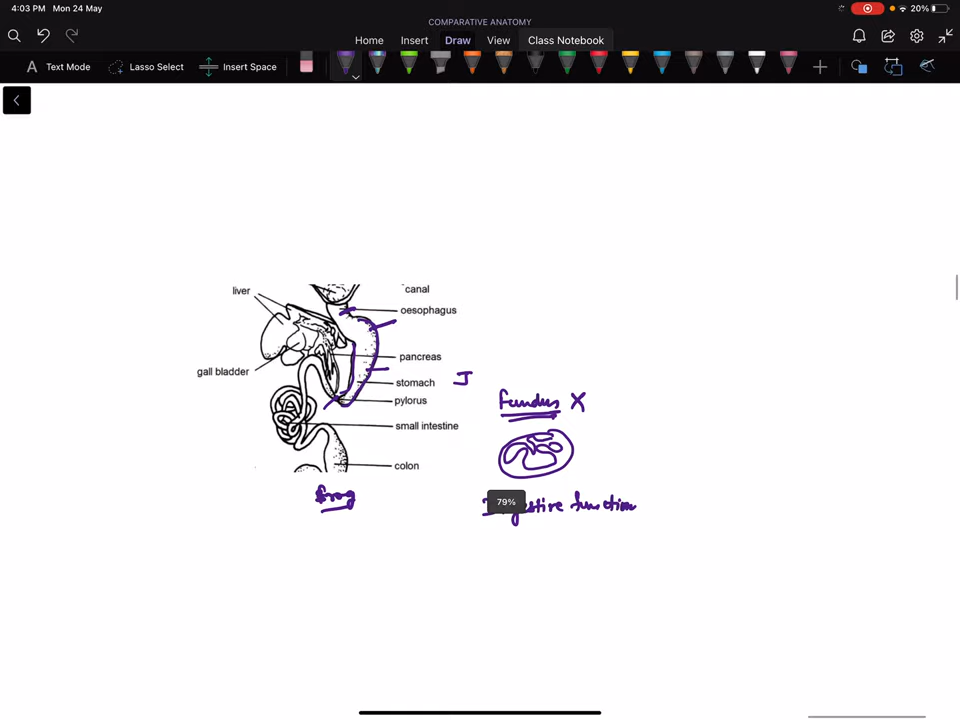 4:03 PM Mon 24 May
20%
COMPARATIVE ANATOMY
Home Insert Draw View Class Notebook
Text Mode Lasso Select Insert Space
liver
canal
oesophagus
pancreas
gall bladder
stomach J
pylorus
Fundus X
small intestine
colon
frog
79%
function